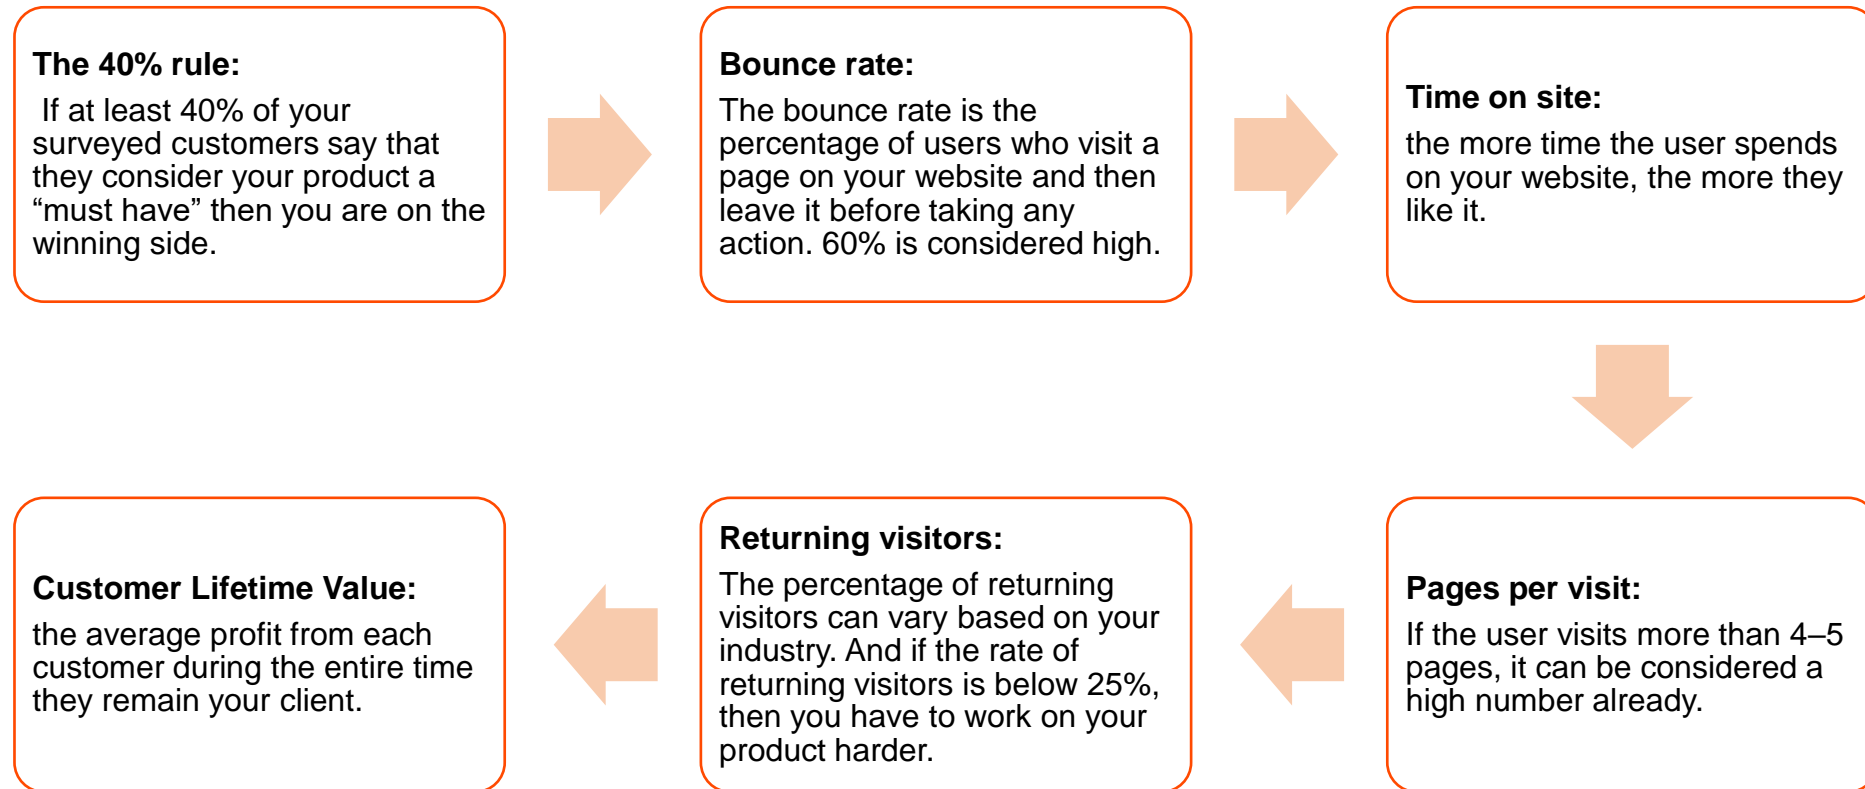 The 40% rule:
If at least 40% of your
surveyed customers say that
they consider your product a
“must have” then you are on the
winning side.
Bounce rate:
The bounce rate is the
percentage of users who visit a
page on your website and then
leave it before taking any
action. 60% is considered high.
Time on site:
the more time the user spends
on your website, the more they
like it.
Pages per visit:
If the user visits more than 4–5
pages, it can be considered a
high number already.
Returning visitors:
The percentage of returning
visitors can vary based on your
industry. And if the rate of
returning visitors is below 25%,
then you have to work on your
product harder.
Customer Lifetime Value:
the average profit from each
customer during the entire time
they remain your client.